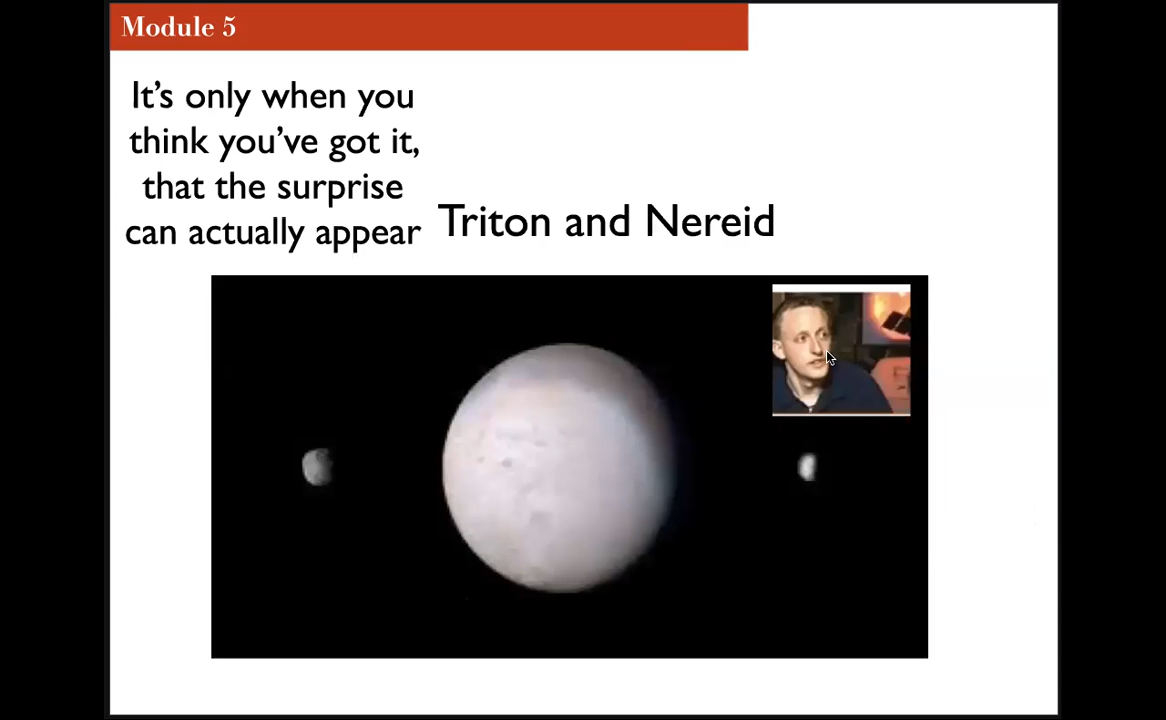 Module 5
It's only when you
think you've got it,
that the surprise
can actually appear
Triton and Nereid